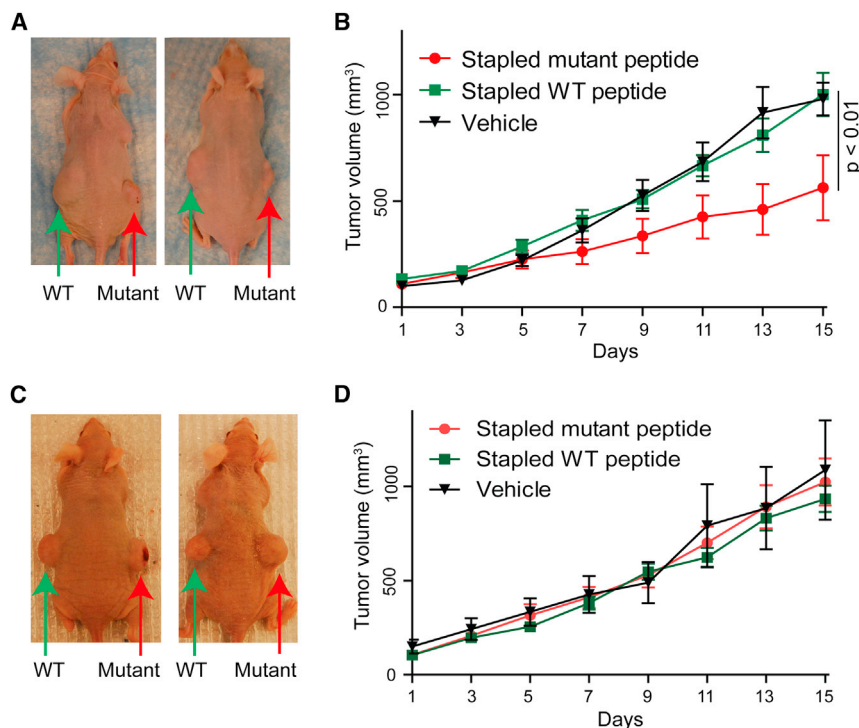 A
WT Mutant WT Mutant
B
Tumor volume (mm³)
1000
500
0
Stapled mutant peptide
Stapled WT peptide
Vehicle
p < 0.01
1 3 5 7 9 11 13 15
Days
C
WT Mutant WT Mutant
D
Tumor volume (mm³)
1000
500
0
Stapled mutant peptide
Stapled WT peptide
Vehicle
1 3 5 7 9 11 13 15
Days